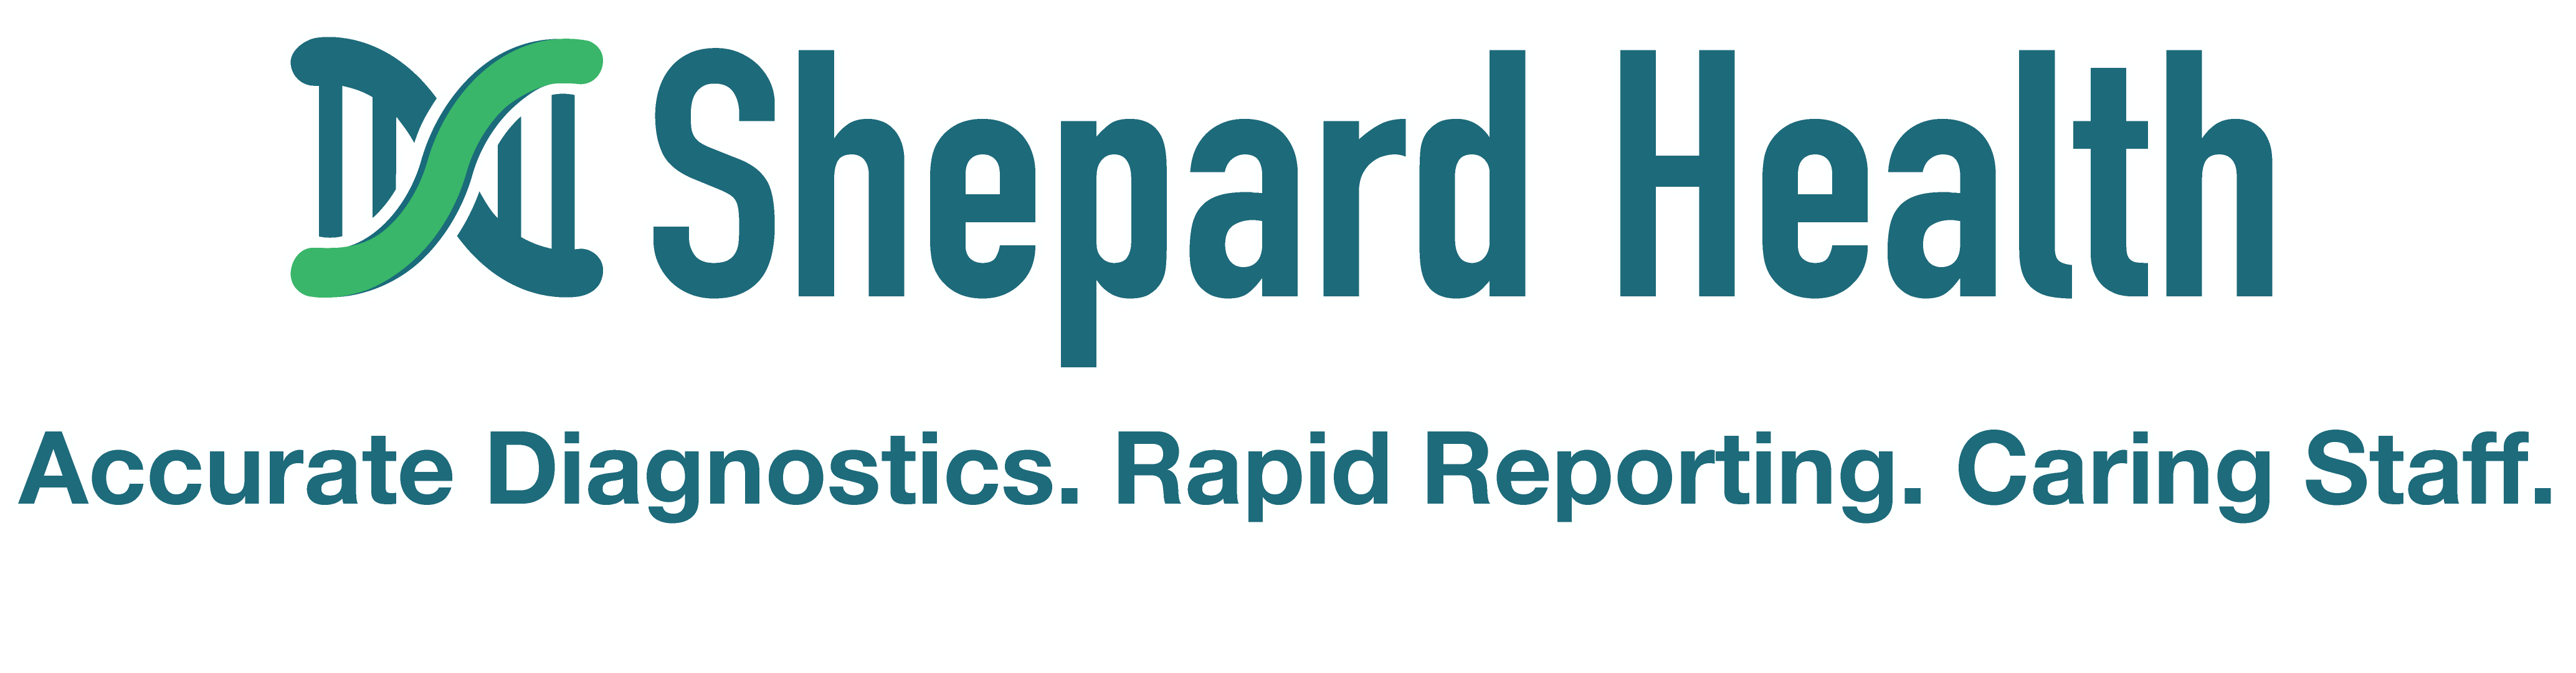 Shepard Health
Accurate Diagnostics. Rapid Reporting. Caring Staff.